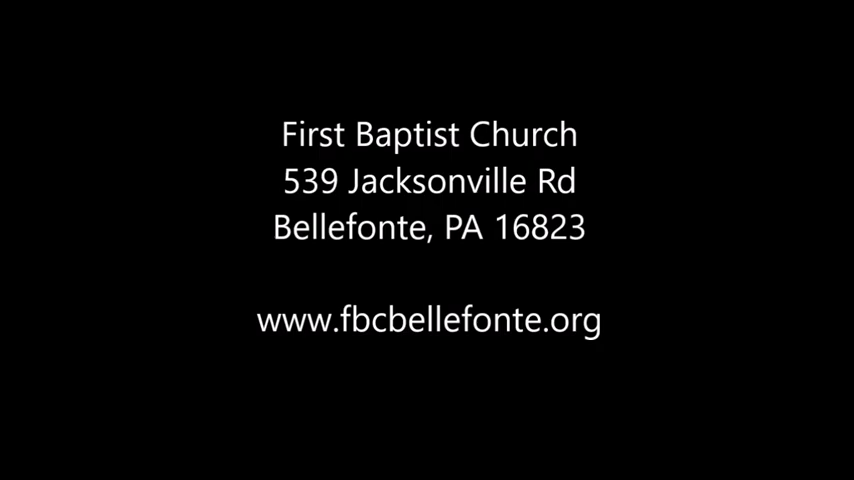 First Baptist Church
539 Jacksonville Rd
Bellefonte, PA 16823
www.fbcbellefonte.org